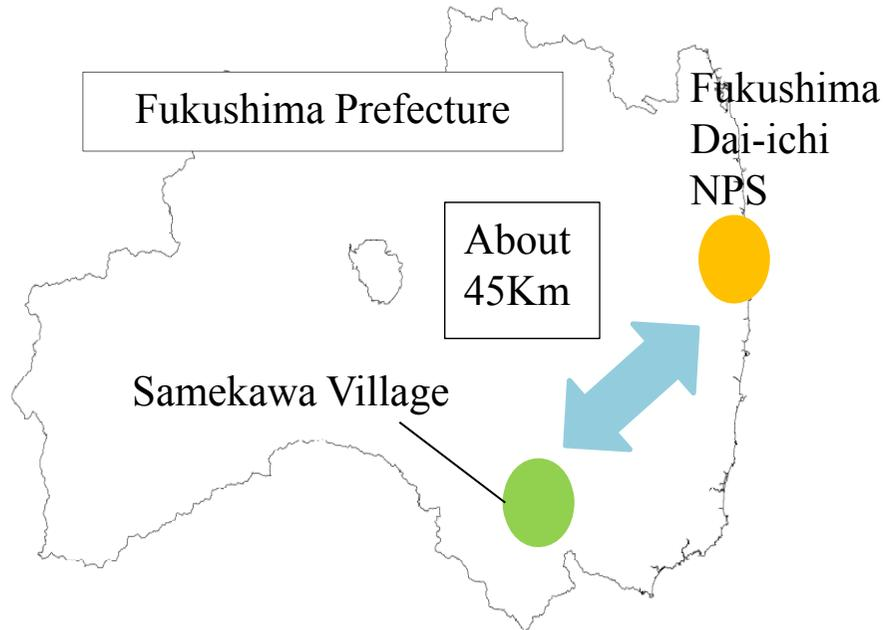 Fukushima Prefecture
Fukushima
Dai-ichi
NPS
About
45Km
Samekawa Village